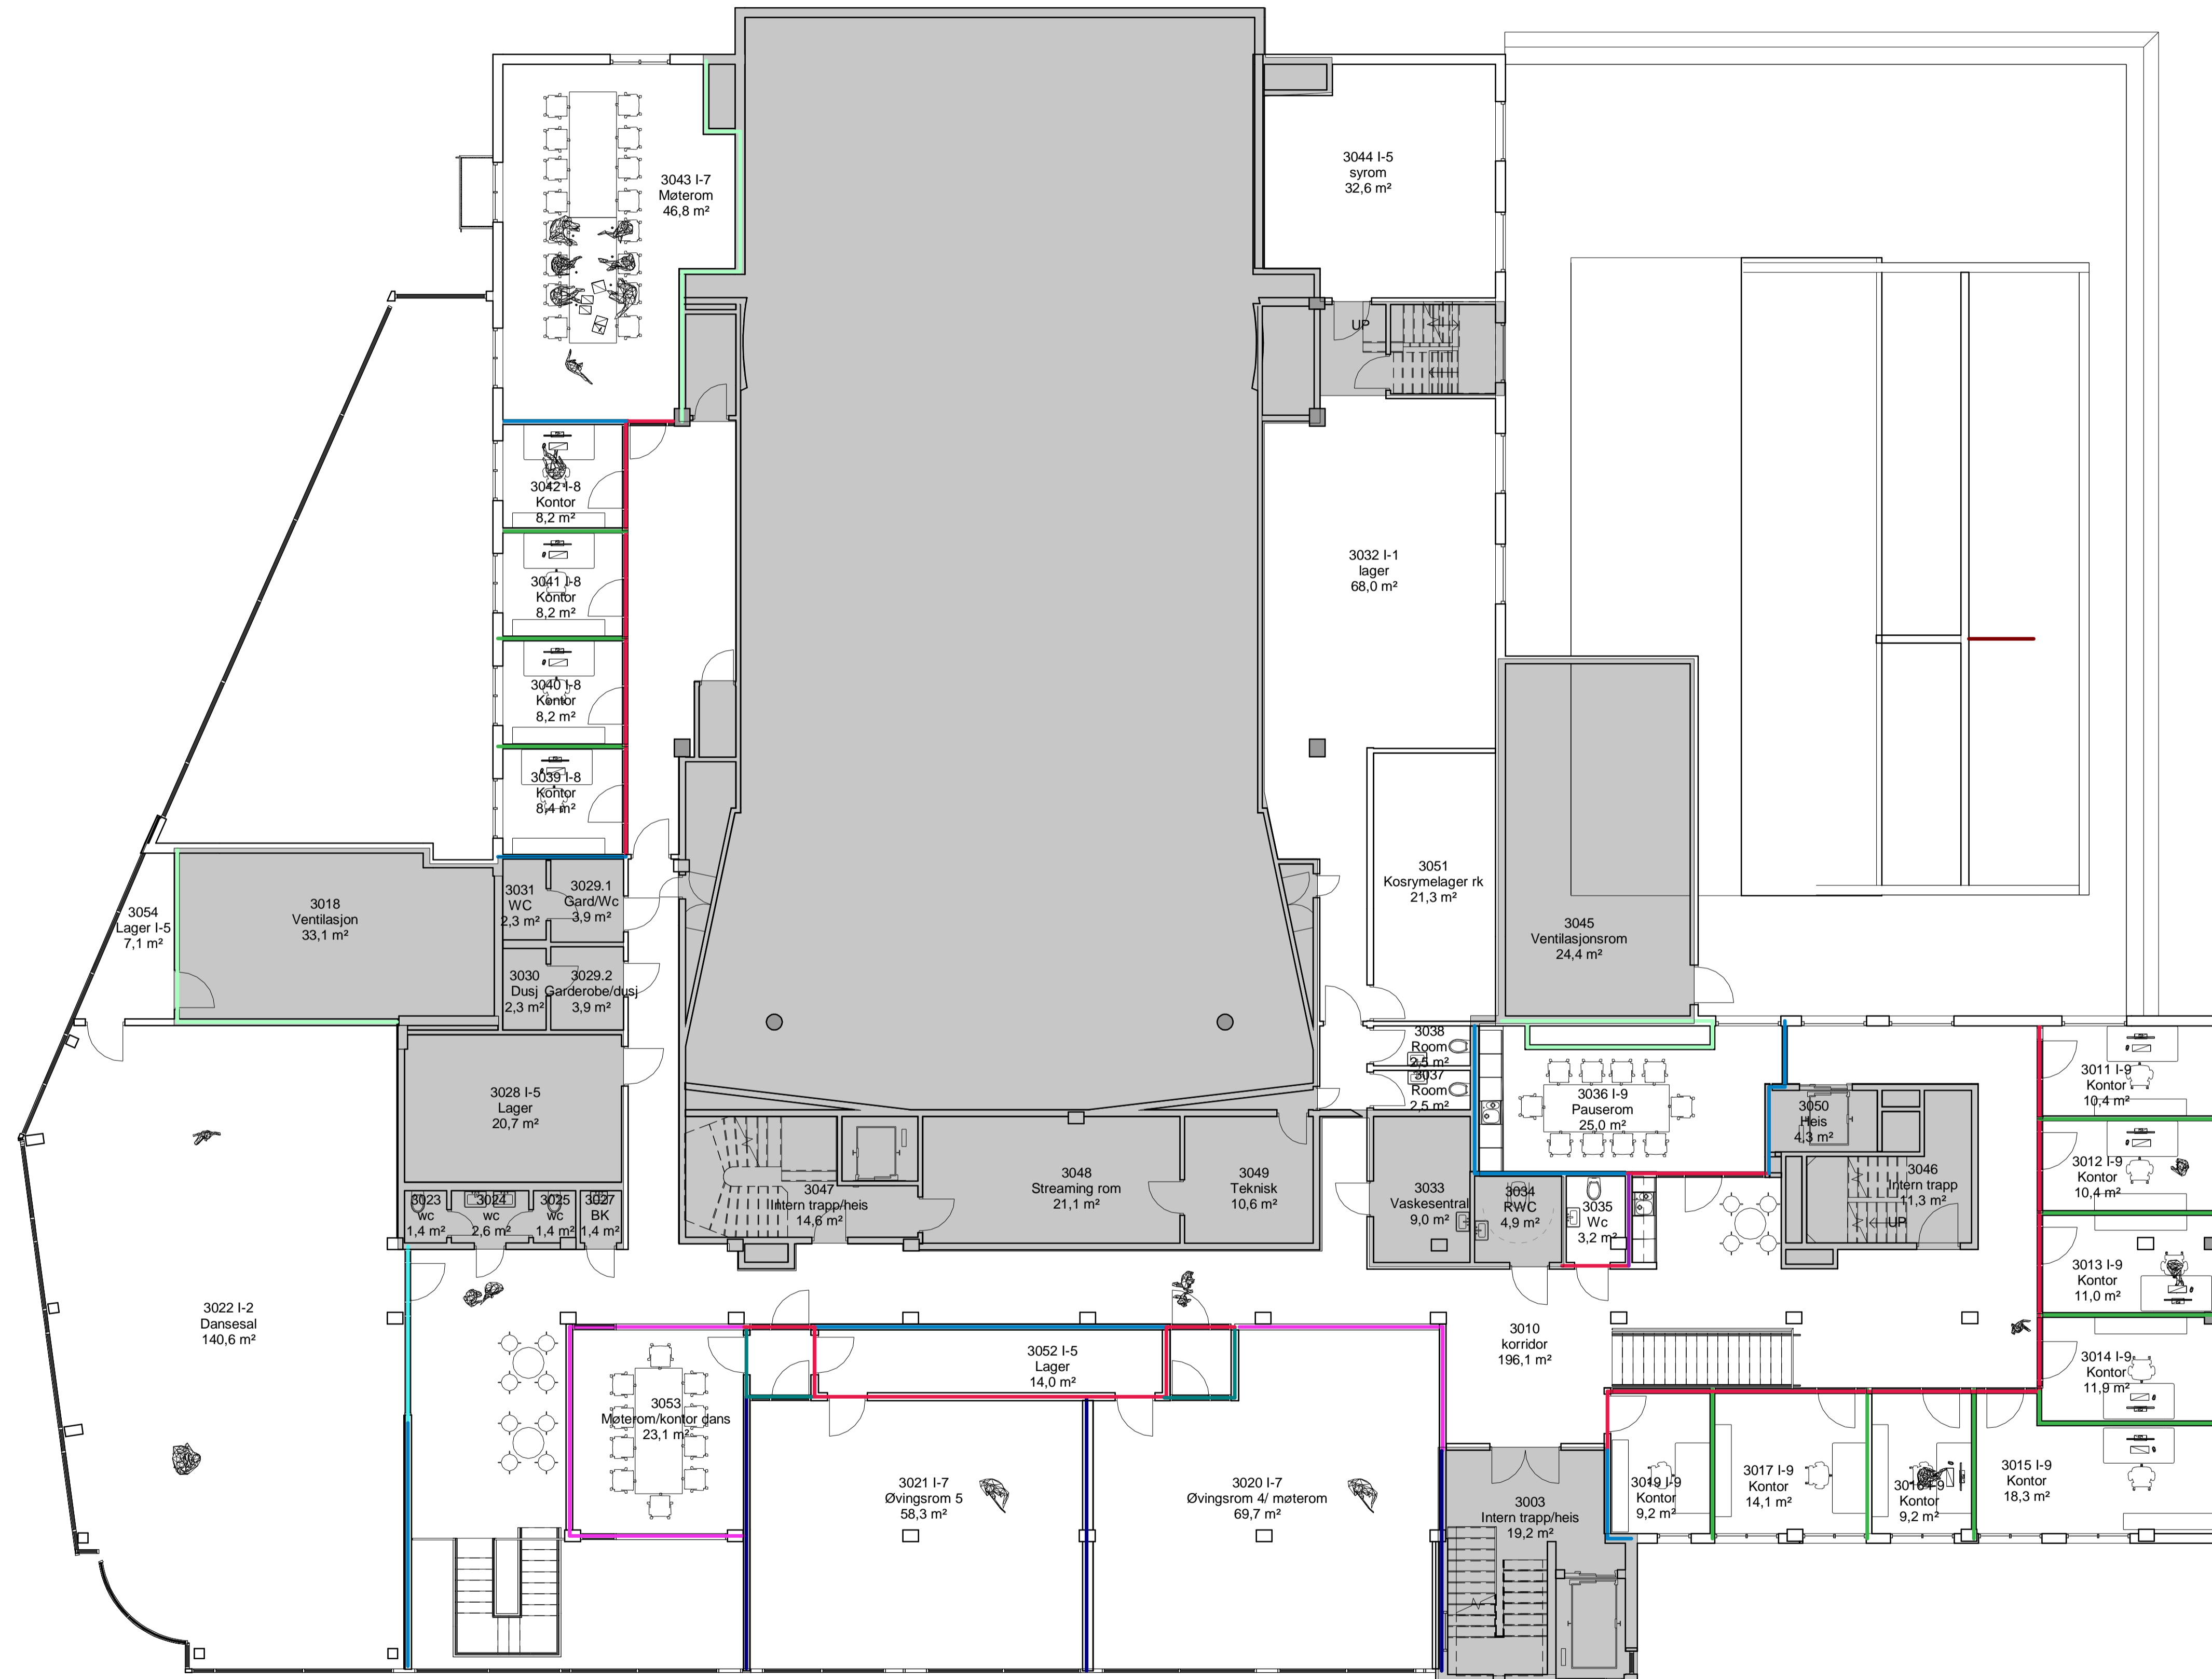 3043 I-7
Møterom
46,8 m²
3044 I-5
syrom
32,6 m²
UP
3042 I-8
Kontor
8,2 m²
3041 I-8
Kontor
8,2 m²
3032 I-1
lager
68,0 m²
3040 I-8
Kontor
8,2 m²
3039 I-8
Kontor
8,4 m²
3054
Lager I-5
7,1 m²
3018
Ventilasjon
33,1 m²
3031
WC
2,3 m²
3029.1
Gard/Wc
3,9 m²
3030
Dusj
2,3 m²
3029.2
Garderobe/dusj
3,9 m²
3051
Kosrymelager rk
21,3 m²
3045
Ventilasjonsrom
24,4 m²
3028 I-5
Lager
20,7 m²
3038
Room
2,5 m²
3037
Room
2,5 m²
3036 I-9
Pauserom
25,0 m²
3050
Heis
4,3 m²
3011 I-9
Kontor
10,4 m²
3012 I-9
Kontor
10,4 m²
3046
Intern trapp
11,3 m²
UP
3023
wc
1,4 m²
3024
wc
2,6 m²
3025
wc
1,4 m²
3027
BK
1,4 m²
3047
Intern trapp/heis
14,6 m²
3048
Streaming rom
21,1 m²
3049
Teknisk
10,6 m²
3033
Vaskesentral
9,0 m²
3034
RWC
4,9 m²
3035
Wc
3,2 m²
3013 I-9
Kontor
11,0 m²
3022 I-2
Dansesal
140,6 m²
3052 I-5
Lager
14,0 m²
3010
korridor
196,1 m²
3014 I-9
Kontor
11,9 m²
3053
Møterom/kontor dans
23,1 m²
3021 I-7
Øvingsrom 5
58,3 m²
3020 I-7
Øvingsrom 4/ møterom
69,7 m²
3003
Intern trapp/heis
19,2 m²
3019 I-9
Kontor
9,2 m²
3017 I-9
Kontor
14,1 m²
3016 I-9
Kontor
9,2 m²
3015 I-9
Kontor
18,3 m²